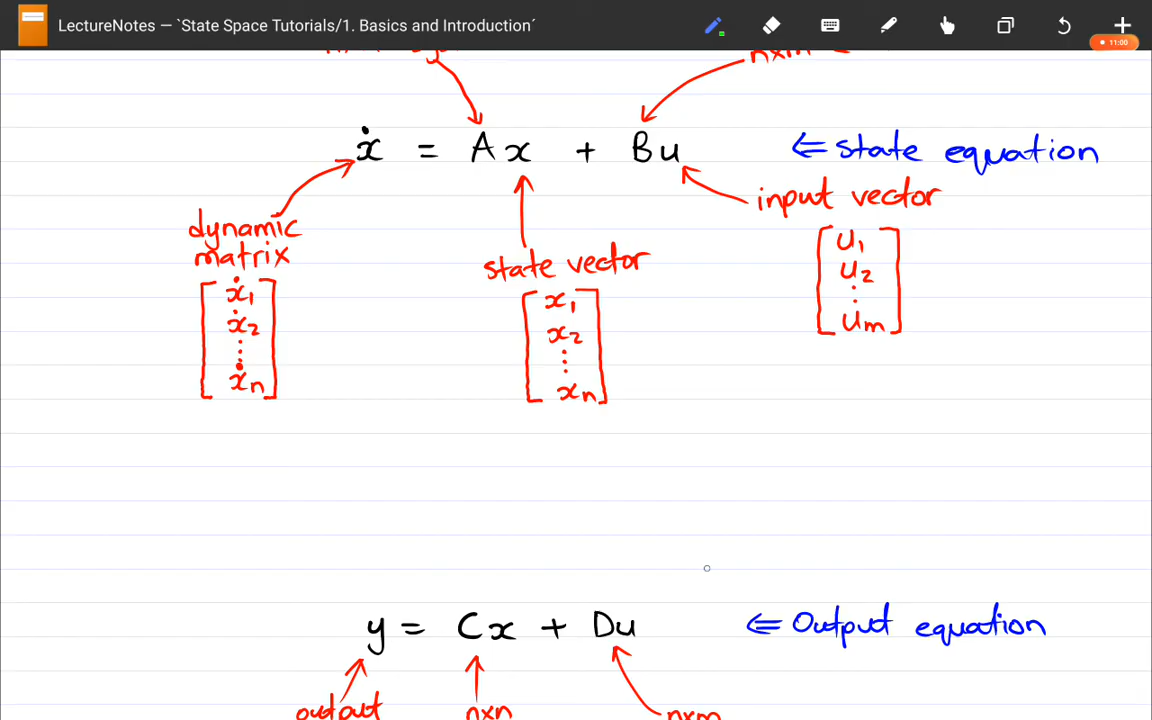 LectureNotes — `State Space Tutorials/1. Basics and Introduction´
11:00
nxm
ẋ = Ax + Bu ⇐ state equation
dynamic matrix
[ẋ1 ẋ2 ⋮ ẋn]
state vector
[x1 x2 ⋮ xn]
input vector
[u1 u2 ⋮ um]
y = Cx + Du ⇐ Output equation
output nxn nxm